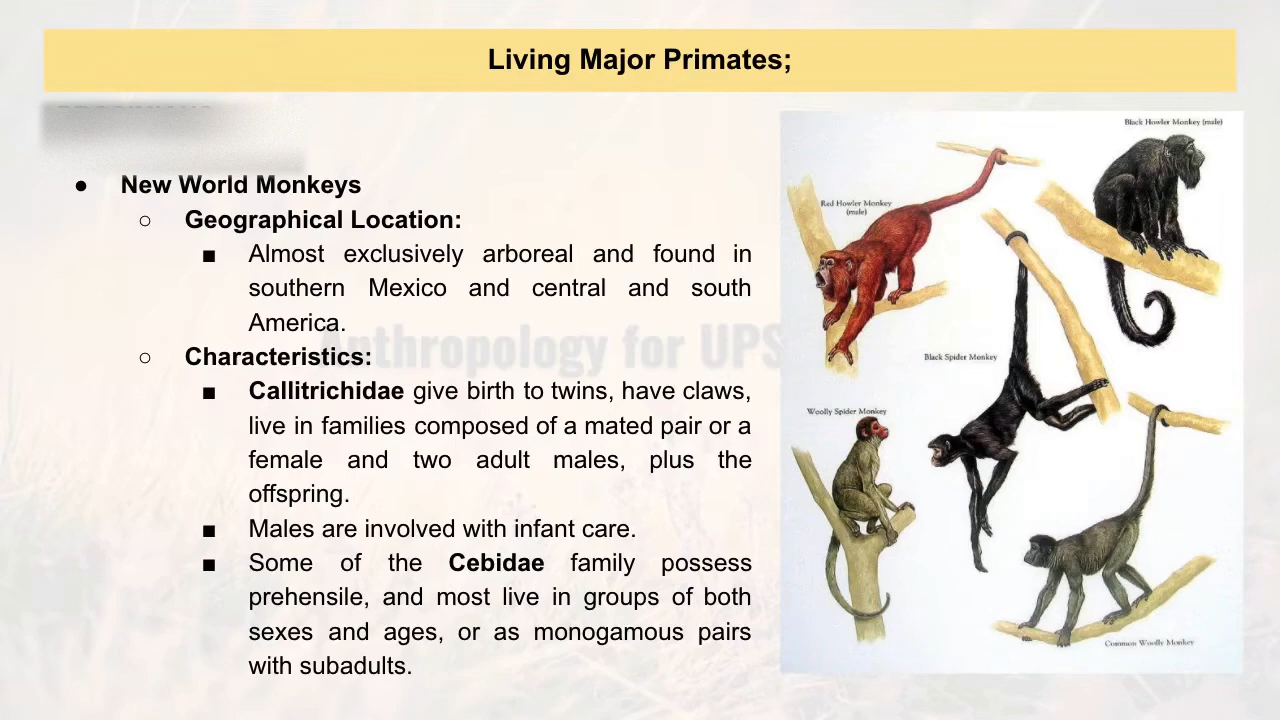 Living Major Primates;
● New World Monkeys
○ Geographical Location:
■ Almost exclusively arboreal and found in
southern Mexico and central and south
America.
○ Characteristics:
■ Callitrichidae give birth to twins, have claws,
live in families composed of a mated pair or a
female and two adult males, plus the
offspring.
■ Males are involved with infant care.
■ Some of the Cebidae family possess
prehensile, and most live in groups of both
sexes and ages, or as monogamous pairs
with subadults.
Anthropology for UPS
Black Howler Monkey (male)
Red Howler Monkey
(male)
Black Spider Monkey
Woolly Spider Monkey
Common Woolly Monkey